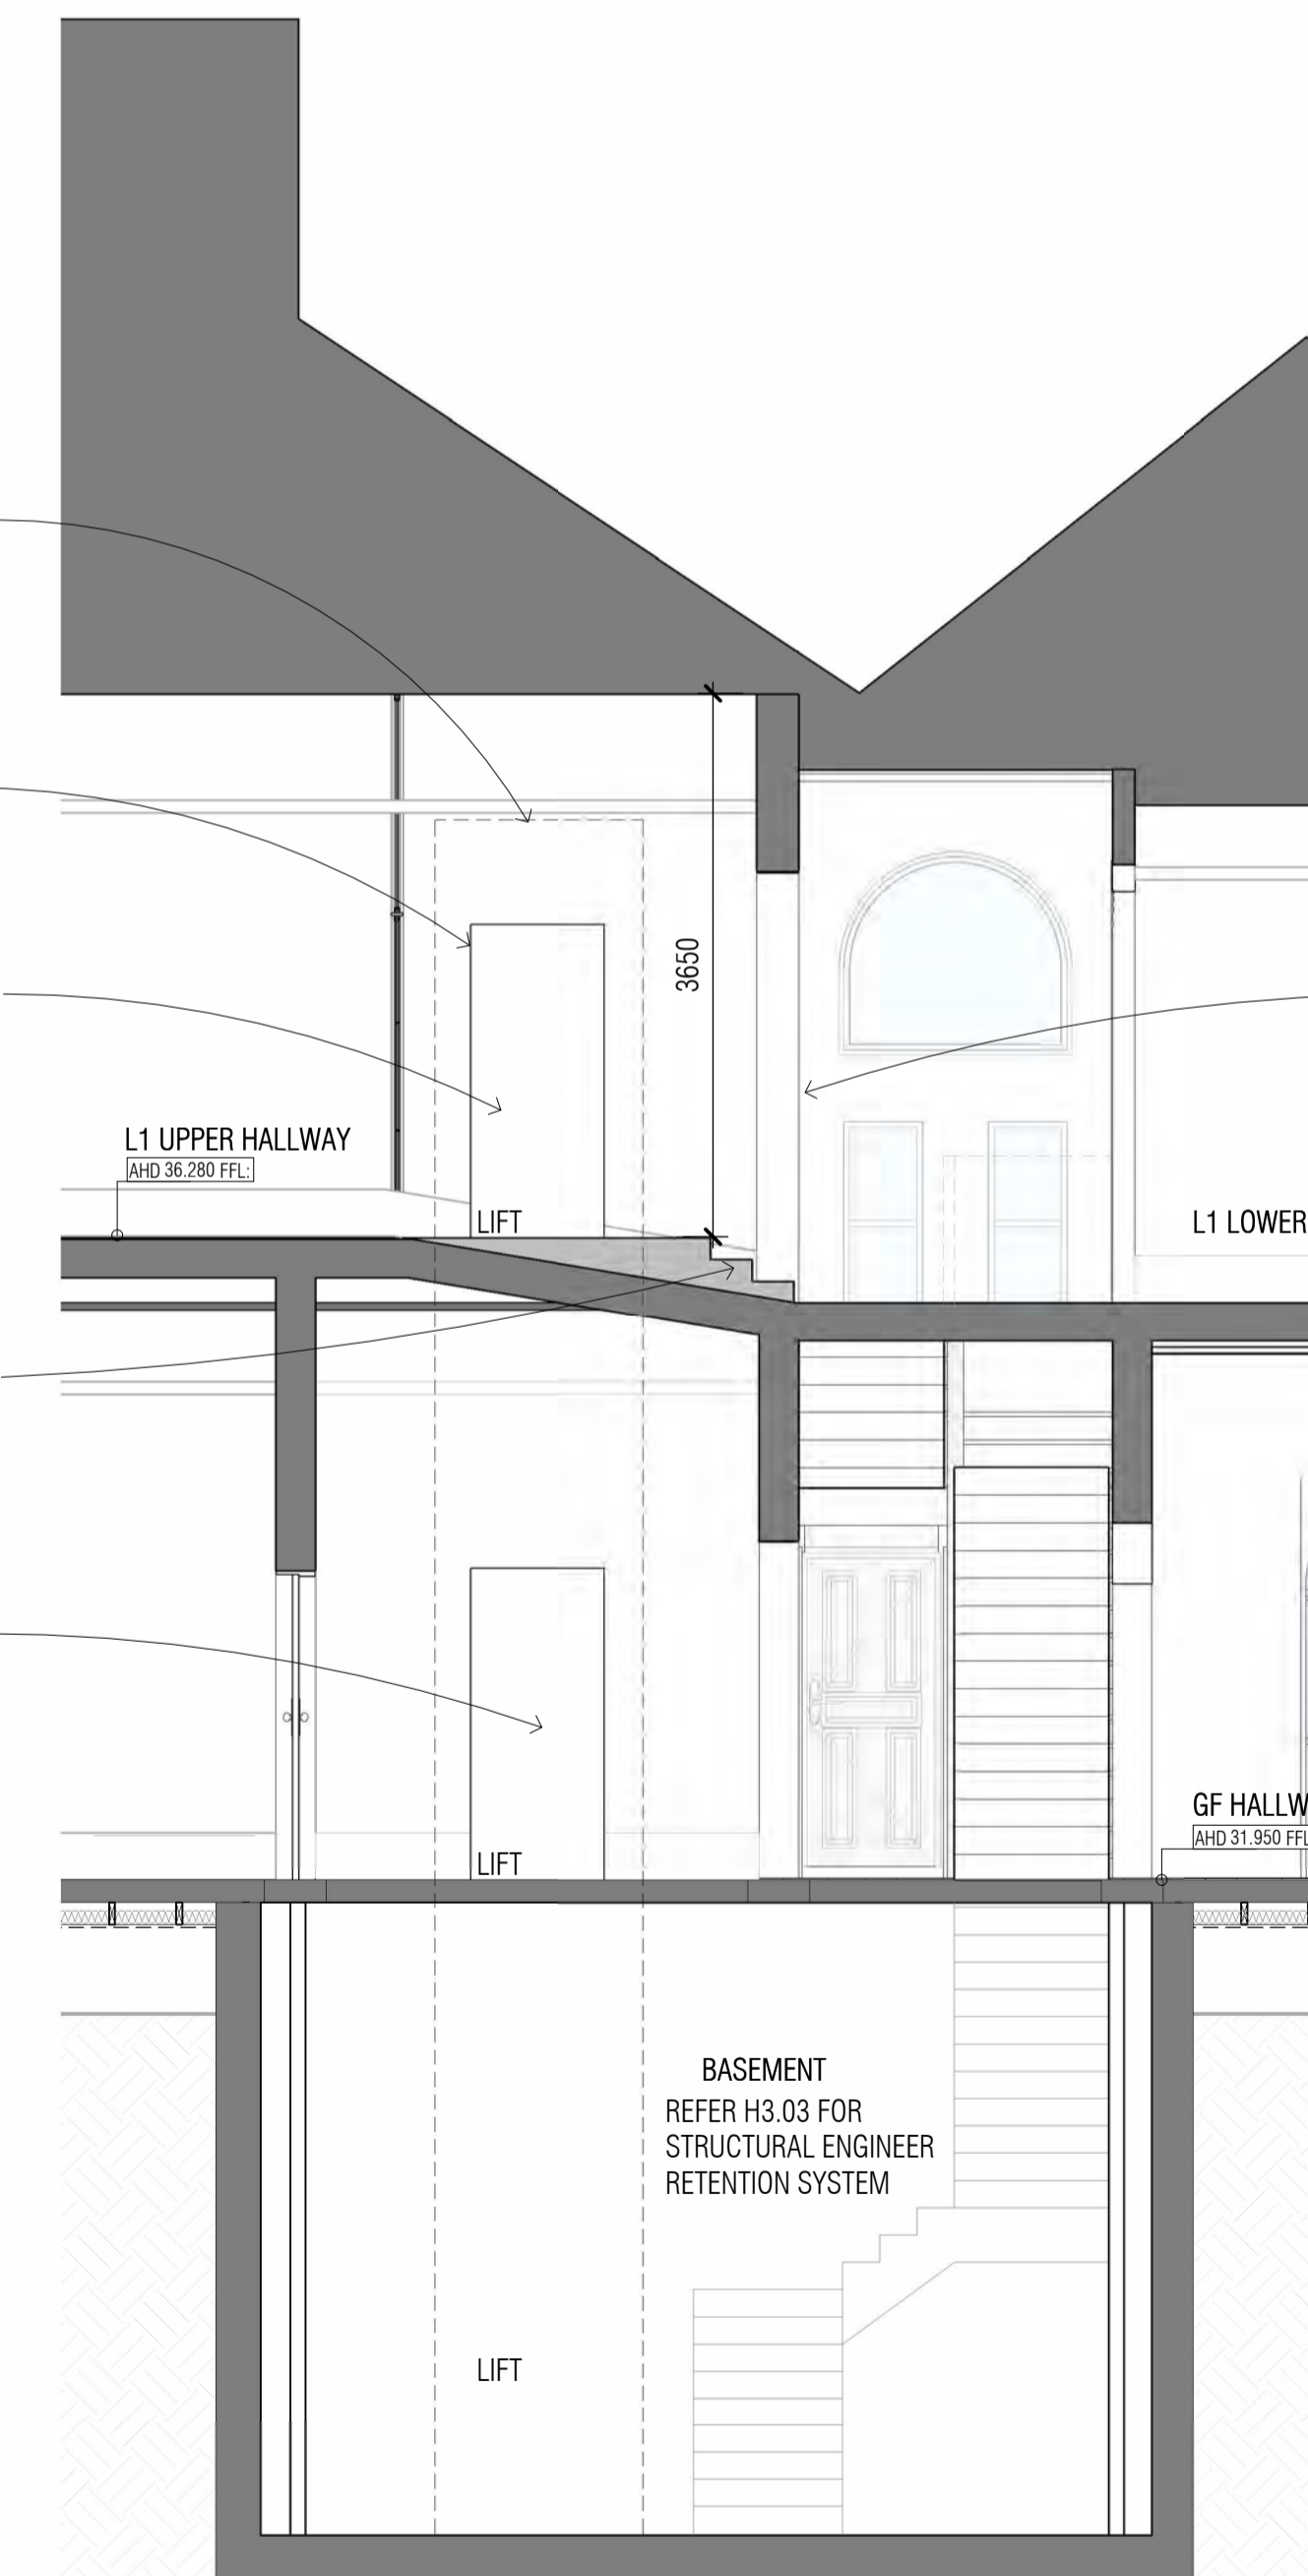 3650
L1 UPPER HALLWAY
AHD 36.280 FFL:
LIFT
L1 LOWER
LIFT
GF HALLW
AHD 31.950 FFL
BASEMENT
REFER H3.03 FOR
STRUCTURAL ENGINEER
RETENTION SYSTEM
LIFT